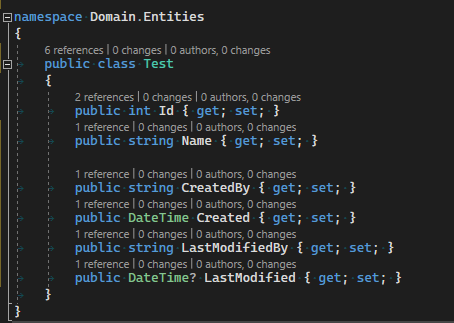 namespace Domain.Entities
{
6 references | 0 changes | 0 authors, 0 changes
public class Test
{
2 references | 0 changes | 0 authors, 0 changes
public int Id { get; set; }
1 reference | 0 changes | 0 authors, 0 changes
public string Name { get; set; }
1 reference | 0 changes | 0 authors, 0 changes
public string CreatedBy { get; set; }
1 reference | 0 changes | 0 authors, 0 changes
public DateTime Created { get; set; }
1 reference | 0 changes | 0 authors, 0 changes
public string LastModifiedBy { get; set; }
1 reference | 0 changes | 0 authors, 0 changes
public DateTime? LastModified { get; set; }
}
}